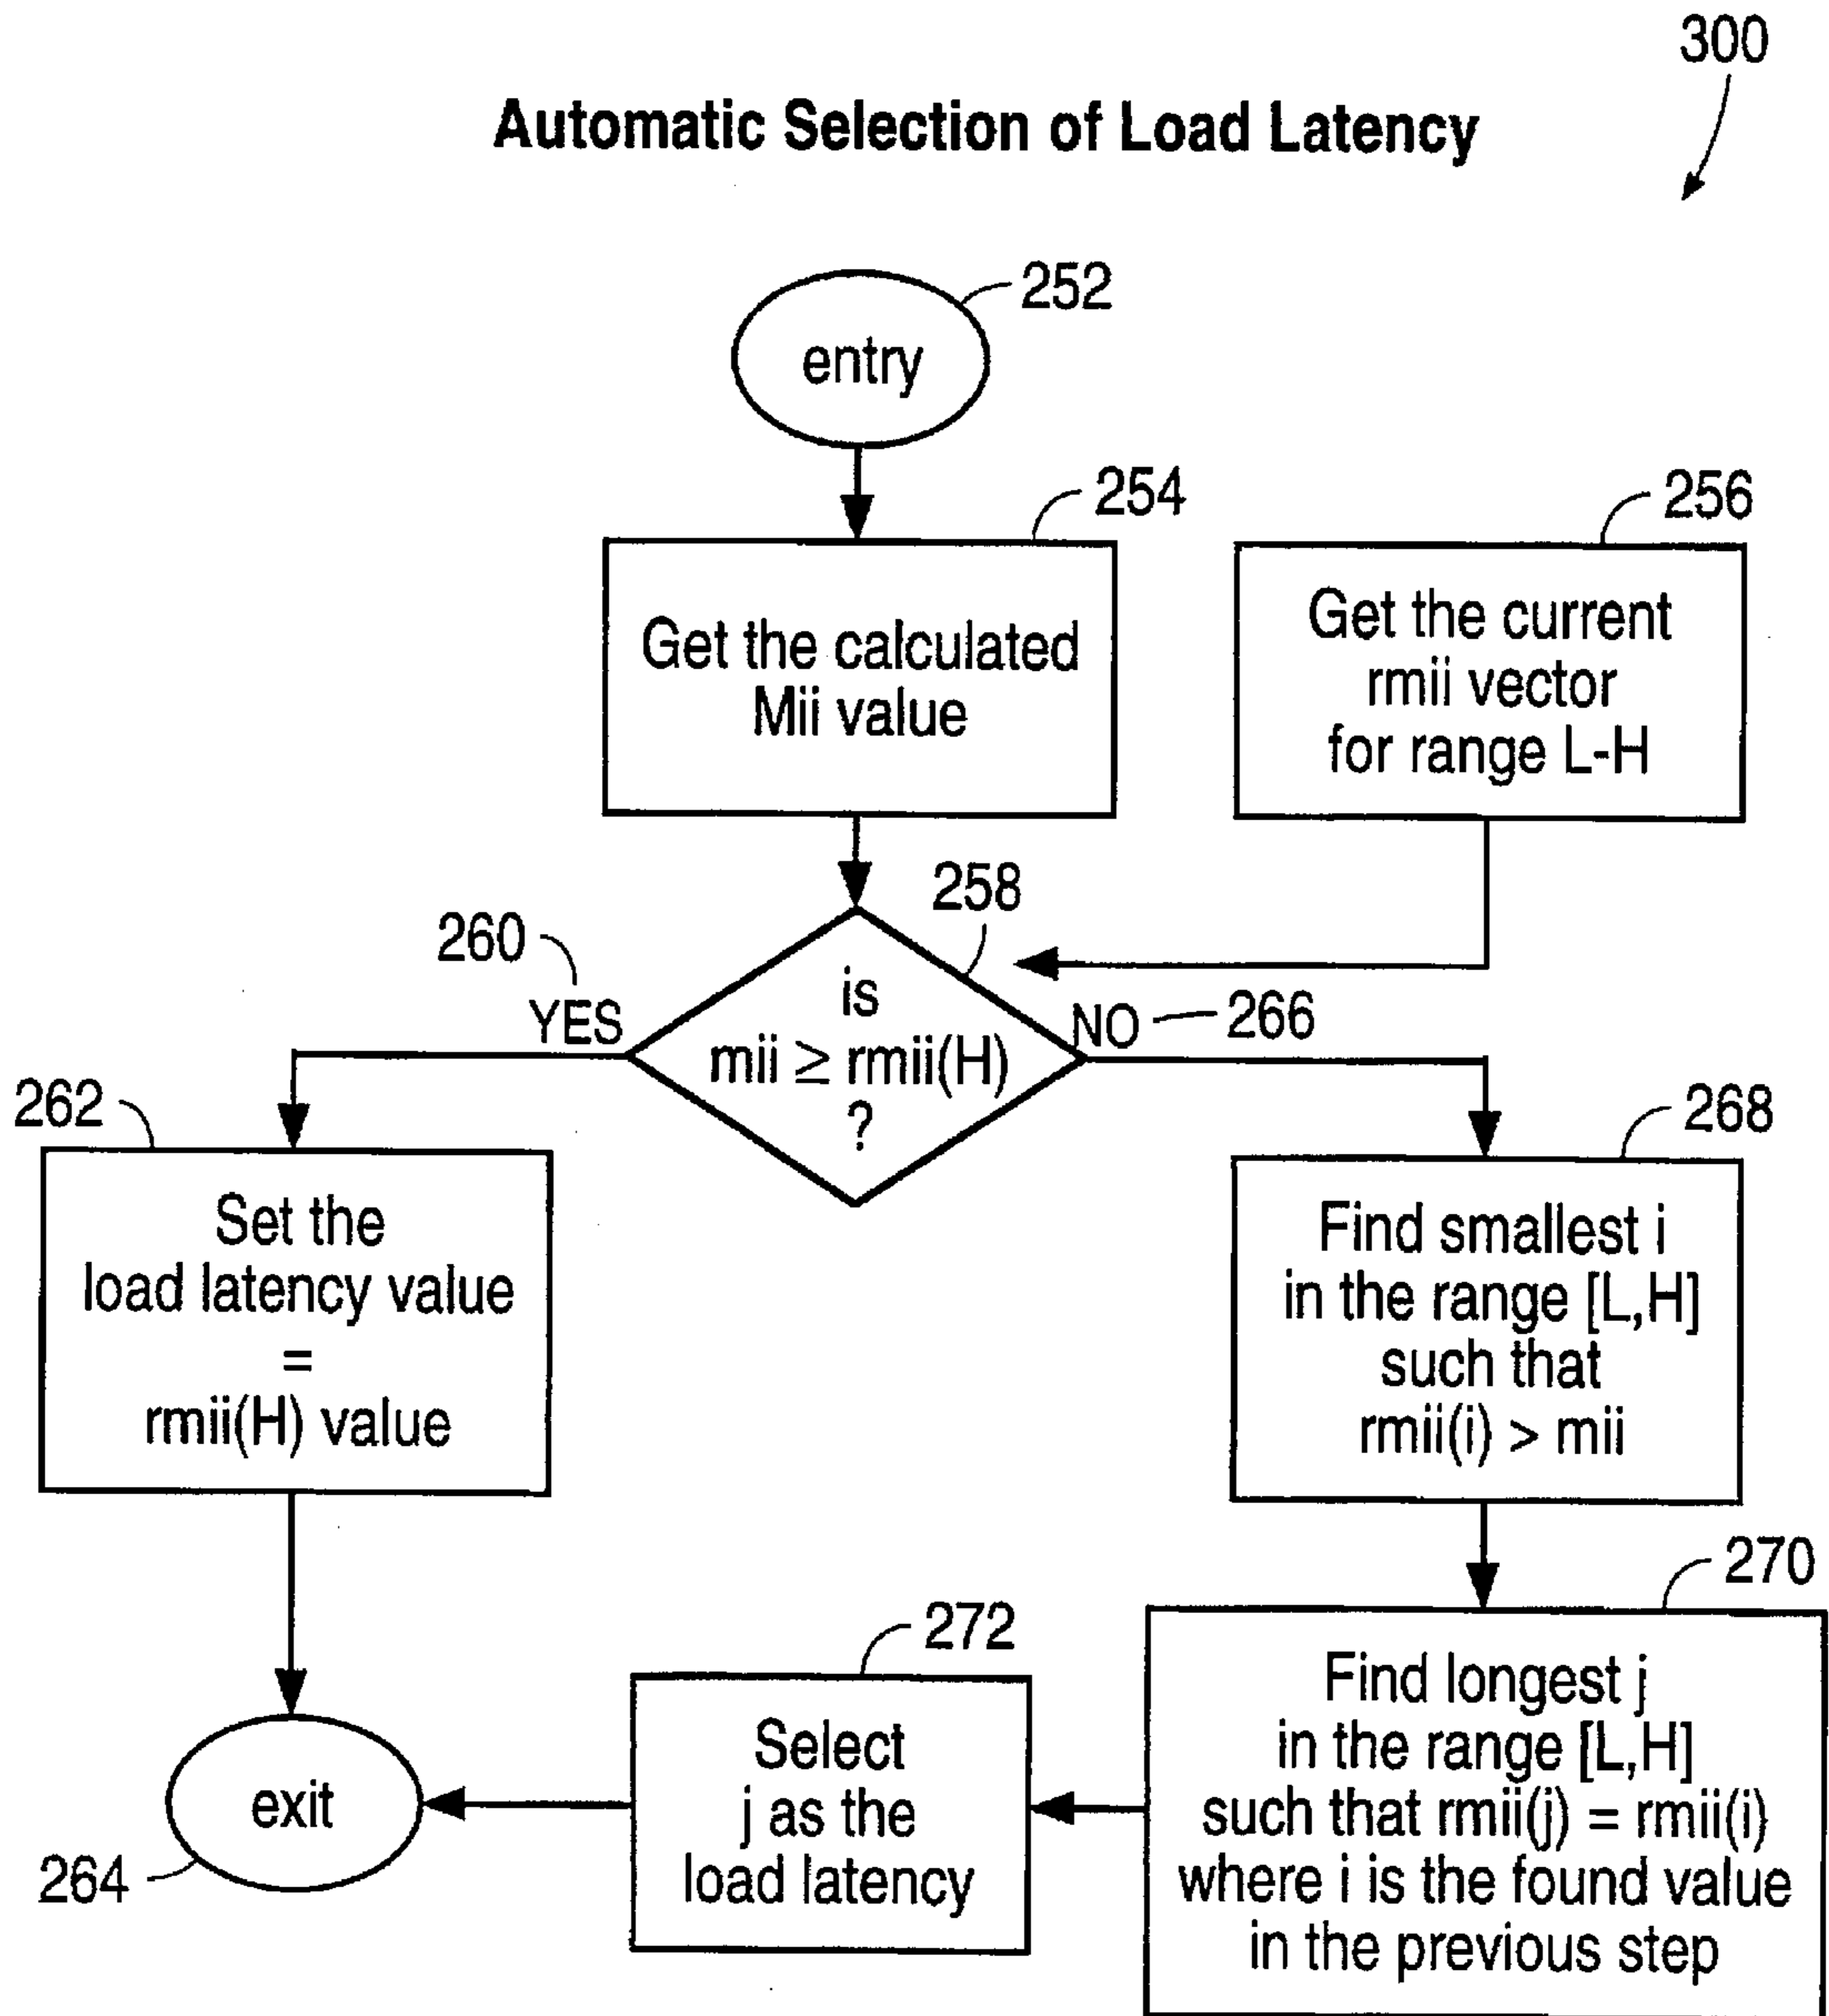 300
Automatic Selection of Load Latency
252
entry
254
256
Get the calculated
Mii value
Get the current
rmii vector
for range L-H
258
260
YES
is
mii ≥ rmii(H)
?
NO
266
262
268
Set the
load latency value
=
rmii(H) value
Find smallest i
in the range [L,H]
such that
rmii(i) > mii
270
272
Find longest j
in the range [L,H]
such that rmii(j) = rmii(i)
where i is the found value
in the previous step
Select
j as the
load latency
exit
264